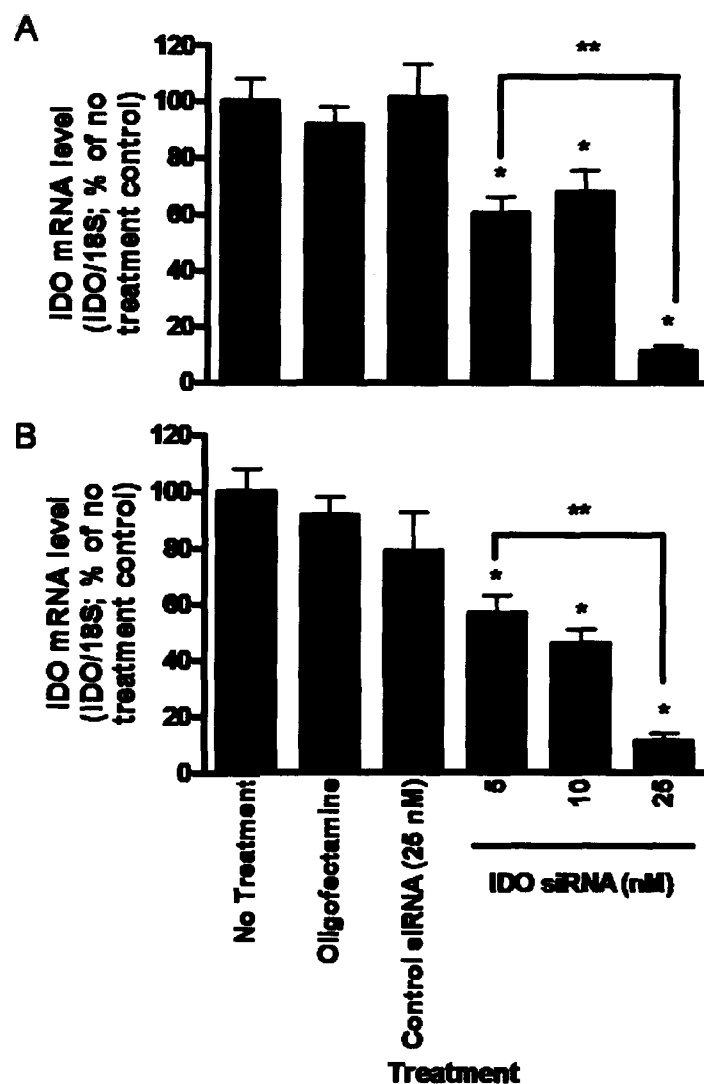 A
IDO mRNA level
(IDO/18S; % of no
treatment control)
120
100
80
60
40
20
0
*
*
**
*
B
IDO mRNA level
(IDO/18S; % of no
treatment control)
120
100
80
60
40
20
0
*
*
**
*
No Treatment
Oligofectamine
Control siRNA (25 nM)
5
10
25
IDO siRNA (nM)
Treatment